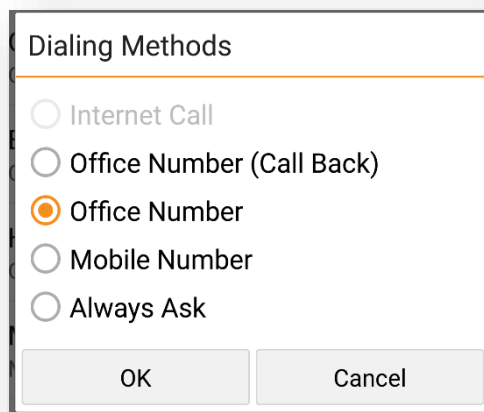 Dialing Methods
Internet Call
Office Number (Call Back)
Office Number
Mobile Number
Always Ask
OK Cancel